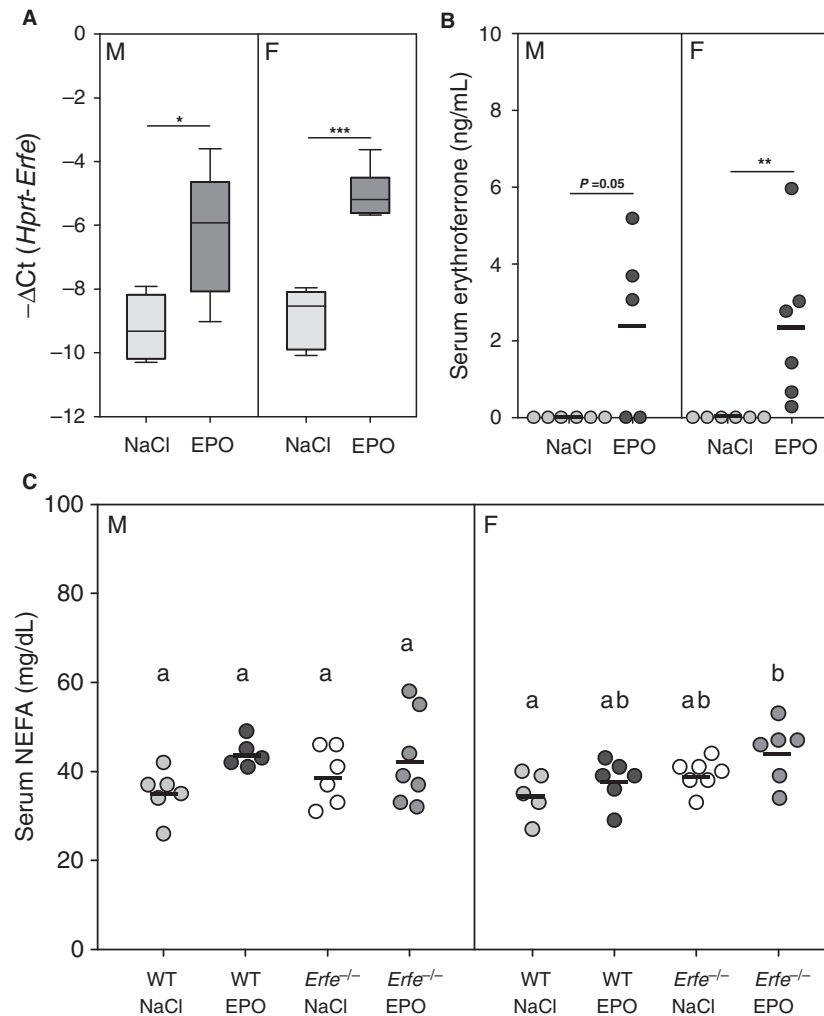 A
M
F
0
–2
–4
–6
–8
–10
–12
–ΔCt (Hprt-Erfe)
*
***
NaCl
EPO
NaCl
EPO
B
M
F
10
8
6
4
2
0
Serum erythroferrone (ng/mL)
P =0.05
**
NaCl
EPO
NaCl
EPO
C
M
F
100
80
60
40
20
0
Serum NEFA (mg/dL)
a
a
a
a
a
ab
ab
b
WT
NaCl
WT
EPO
Erfe–/–
NaCl
Erfe–/–
EPO
WT
NaCl
WT
EPO
Erfe–/–
NaCl
Erfe–/–
EPO